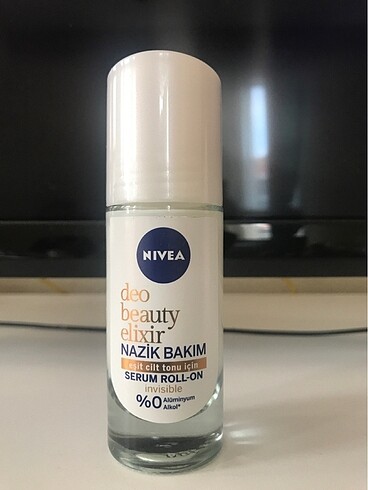 NIVEA
deo
beauty
elixir
NAZİK BAKIM
eşit cilt tonu için
SERUM ROLL-ON
invisible
%0 Alüminyum
Alkol*